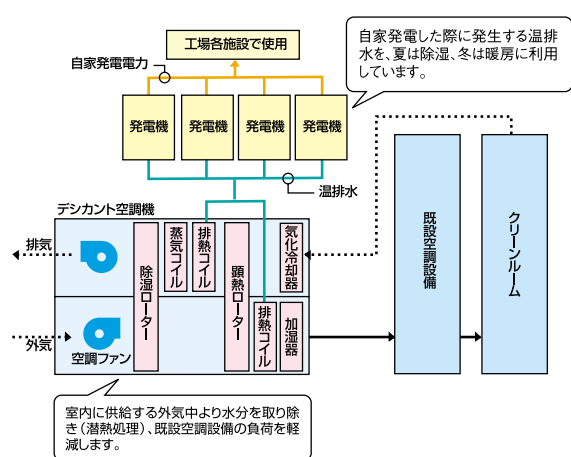 工場各施設で使用
自家発電した際に発生する温排
水を、夏は除湿、冬は暖房に利用
しています。
自家発電電力
発電機
発電機
発電機
発電機
温排水
デシカント空調機
排気
外気
空調ファン
除湿ローター
蒸気コイル
排熱コイル
顕熱ローター
排熱コイル
気化冷却器
加湿器
既設空調設備
クリーンルーム
室内に供給する外気中より水分を取り除
き（潜熱処理）、既設空調設備の負荷を軽
減します。